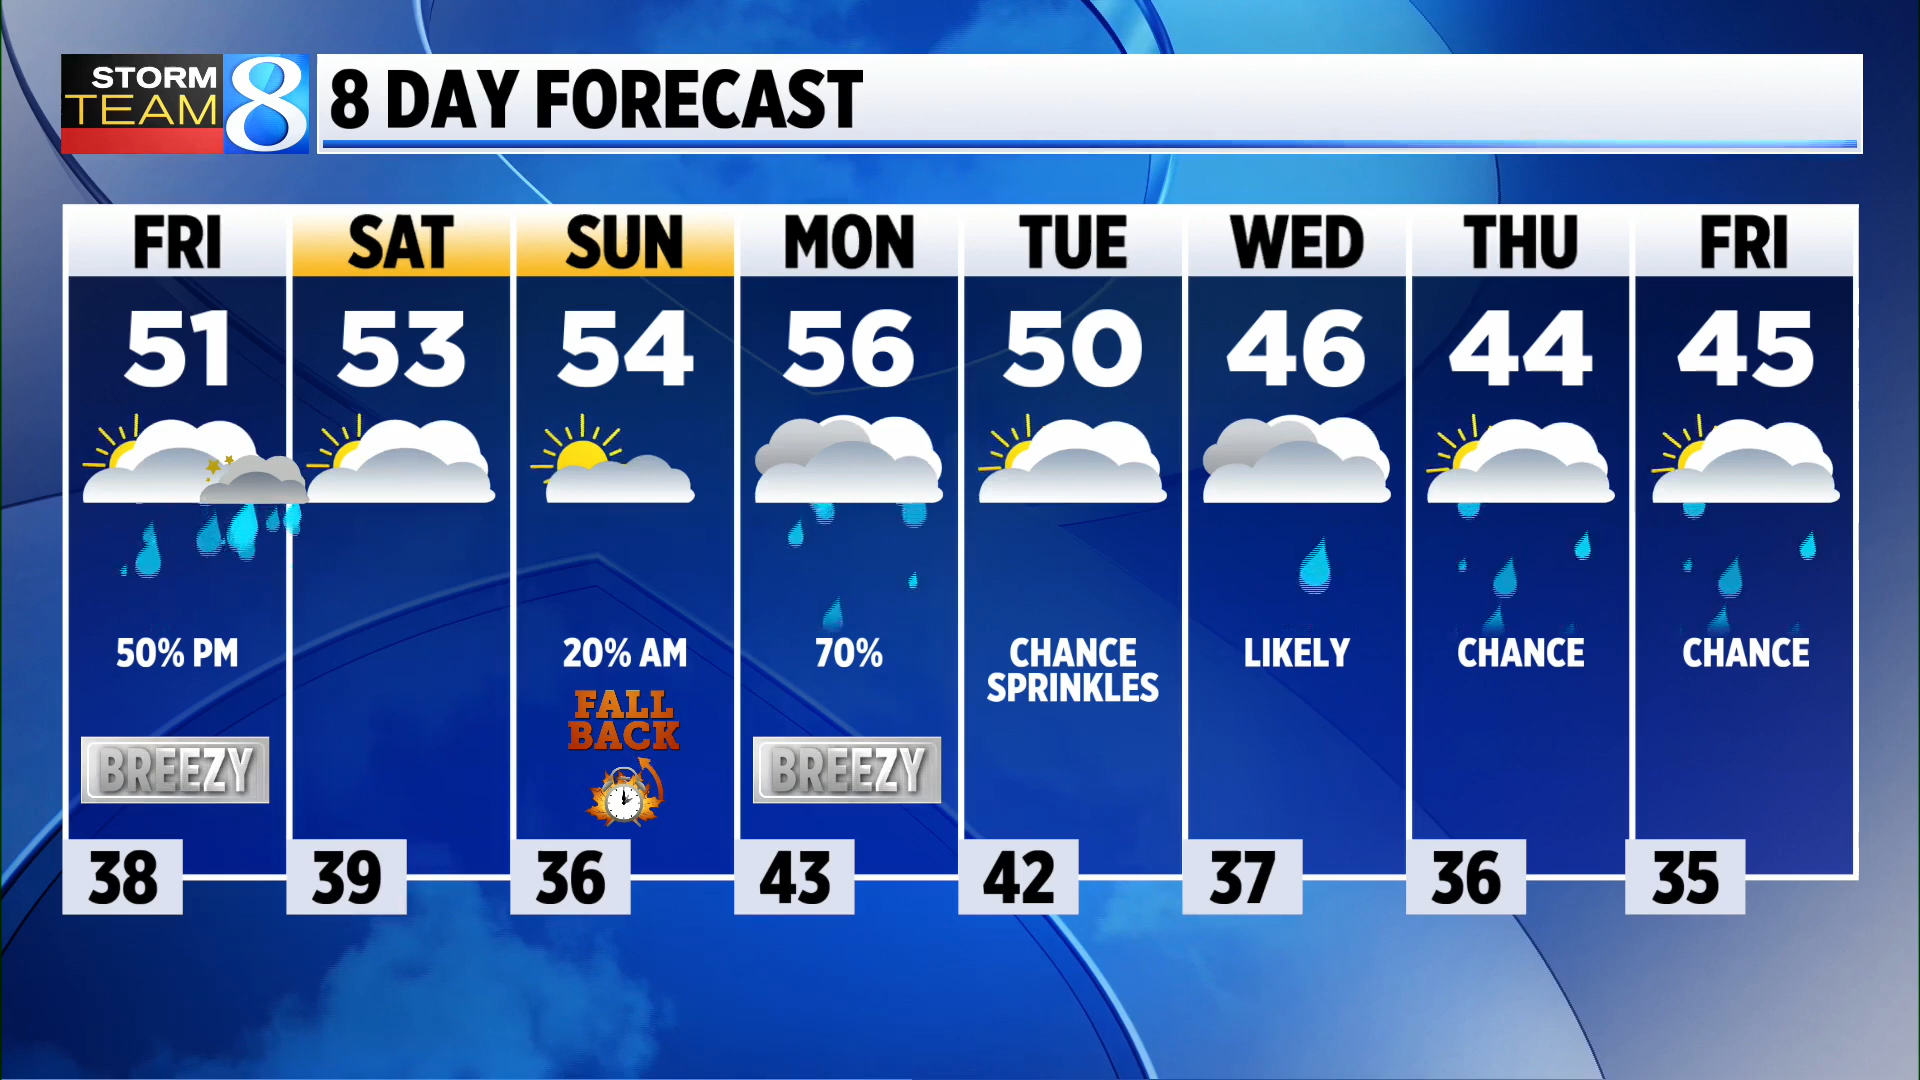 STORM
TEAM
8
8 DAY FORECAST
FRI
SAT
SUN
MON
TUE
WED
THU
FRI
51
53
54
56
50
46
44
45
50% PM
20% AM
70%
CHANCE
SPRINKLES
LIKELY
CHANCE
CHANCE
FALL
BACK
BREEZY
BREEZY
38
39
36
43
42
37
36
35